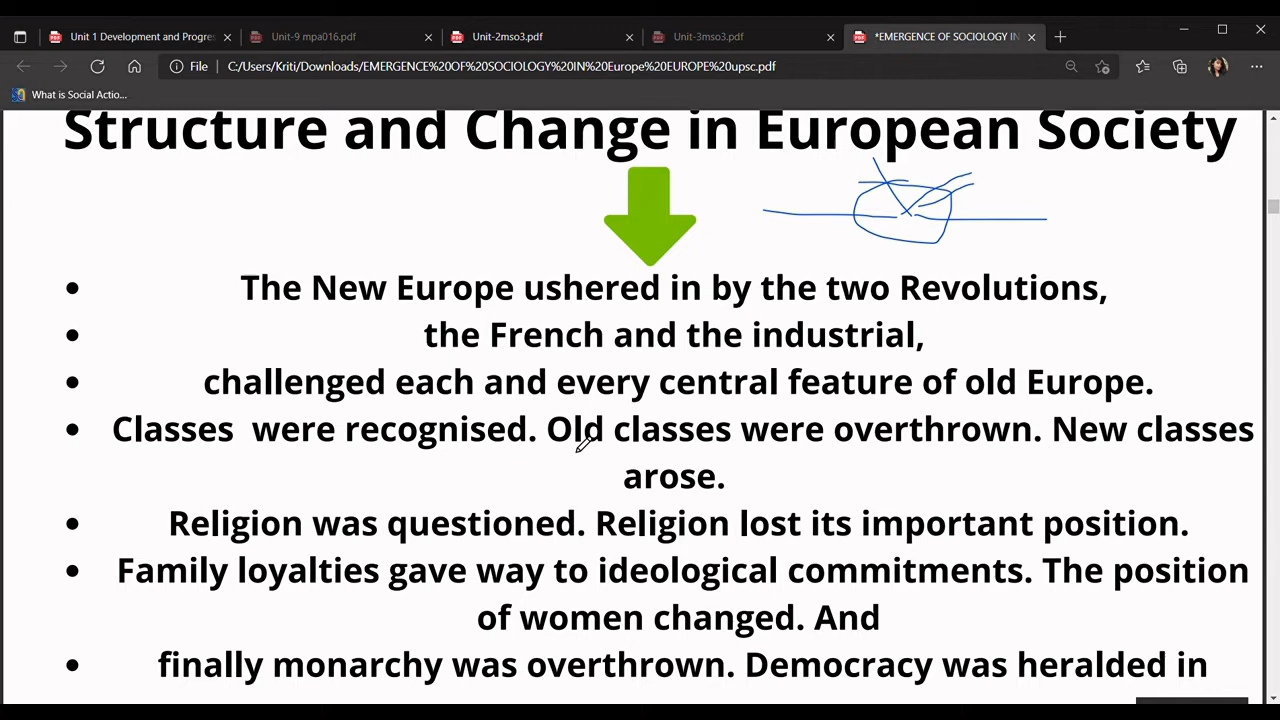 Unit 1 Development and Progres
Unit-9 mpa016.pdf
Unit-2mso3.pdf
Unit-3mso3.pdf
*EMERGENCE OF SOCIOLOGY IN
File C:/Users/Kriti/Downloads/EMERGENCE%20OF%20SOCIOLOGY%20IN%20Europe%20EUROPE%20upsc.pdf
What is Social Actio...
Structure and Change in European Society
• The New Europe ushered in by the two Revolutions,
• the French and the industrial,
• challenged each and every central feature of old Europe.
• Classes were recognised. Old classes were overthrown. New classes
arose.
• Religion was questioned. Religion lost its important position.
• Family loyalties gave way to ideological commitments. The position
of women changed. And
• finally monarchy was overthrown. Democracy was heralded in